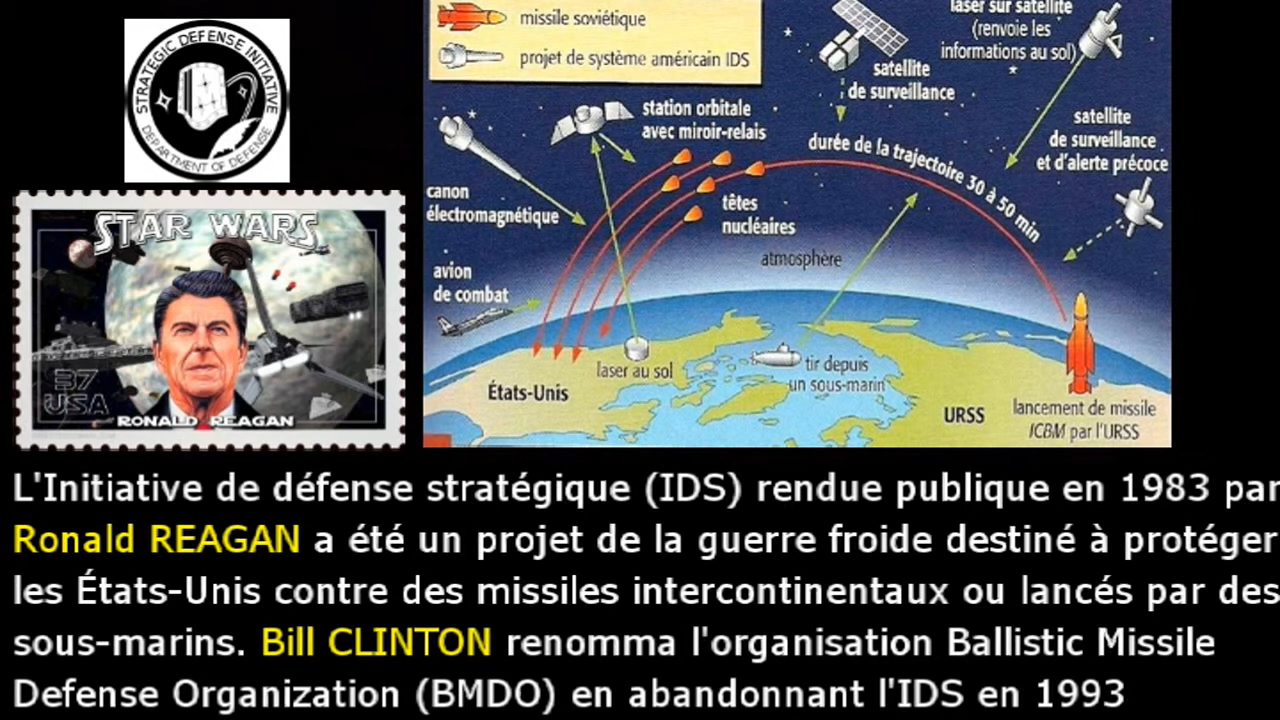 STRATEGIC DEFENSE INITIATIVE
DEPARTMENT OF DEFENSE
STAR WARS
37
USA
RONALD REAGAN
missile soviétique
projet de système américain IDS
laser sur satellite
(renvoie les
informations au sol)
satellite
de surveillance
station orbitale
avec miroir-relais
satellite
de surveillance
et d'alerte précoce
durée de la trajectoire 30 à 50 min
canon
électromagnétique
têtes
nucléaires
atmosphère
avion
de combat
laser au sol
tir depuis
un sous-marin
États-Unis
URSS
lancement de missile
ICBM par l'URSS
L'Initiative de défense stratégique (IDS) rendue publique en 1983 par
Ronald REAGAN a été un projet de la guerre froide destiné à protéger
les États-Unis contre des missiles intercontinentaux ou lancés par des
sous-marins. Bill CLINTON renomma l'organisation Ballistic Missile
Defense Organization (BMDO) en abandonnant l'IDS en 1993